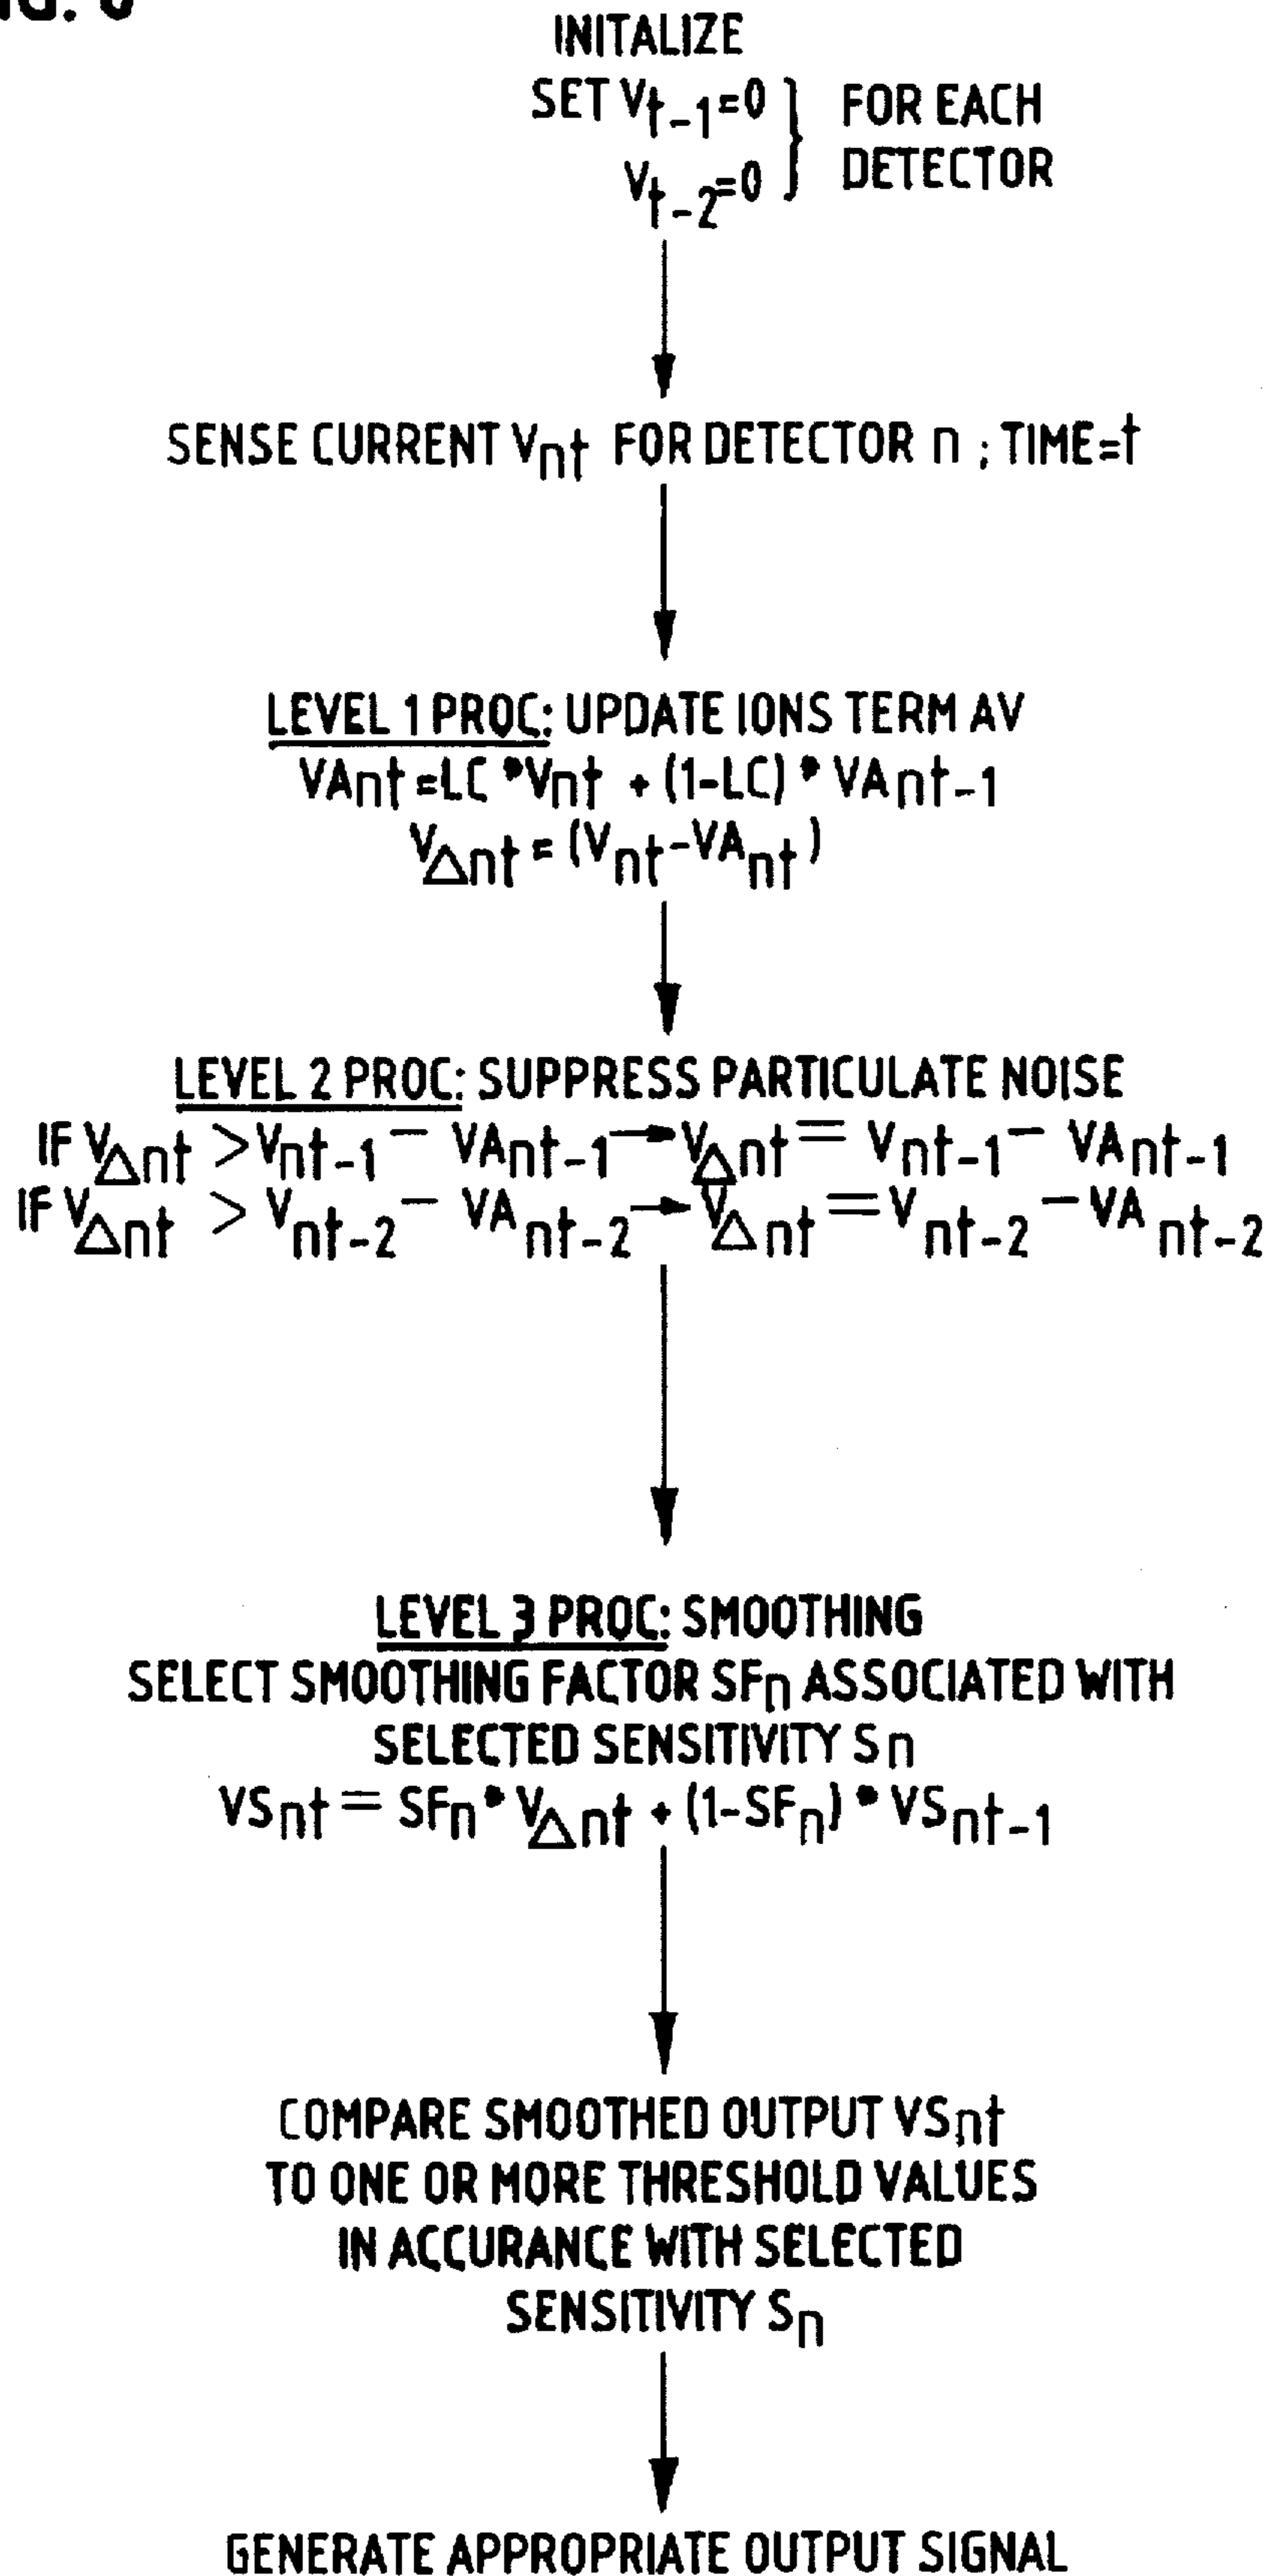 INITALIZE
SET Vt-1=0 } FOR EACH
Vt-2=0 DETECTOR
SENSE CURRENT Vnt FOR DETECTOR n ; TIME=t
LEVEL 1 PROC: UPDATE IONS TERM AV
VAnt=LC •Vnt + (1-LC) • VAnt-1
V△nt = (Vnt-VAnt)
LEVEL 2 PROC: SUPPRESS PARTICULATE NOISE
IF V△nt >Vnt-1 - VAnt-1→V△nt = Vnt-1- VAnt-1
IF V△nt > Vnt-2- VAnt-2→V△nt =Vnt-2 -VAnt-2
LEVEL 3 PROC: SMOOTHING
SELECT SMOOTHING FACTOR SFn ASSOCIATED WITH
SELECTED SENSITIVITY Sn
VSnt = SFn• V△nt + (1-SFn) • VSnt-1
COMPARE SMOOTHED OUTPUT VSnt
TO ONE OR MORE THRESHOLD VALUES
IN ACCURANCE WITH SELECTED
SENSITIVITY Sn
GENERATE APPROPRIATE OUTPUT SIGNAL